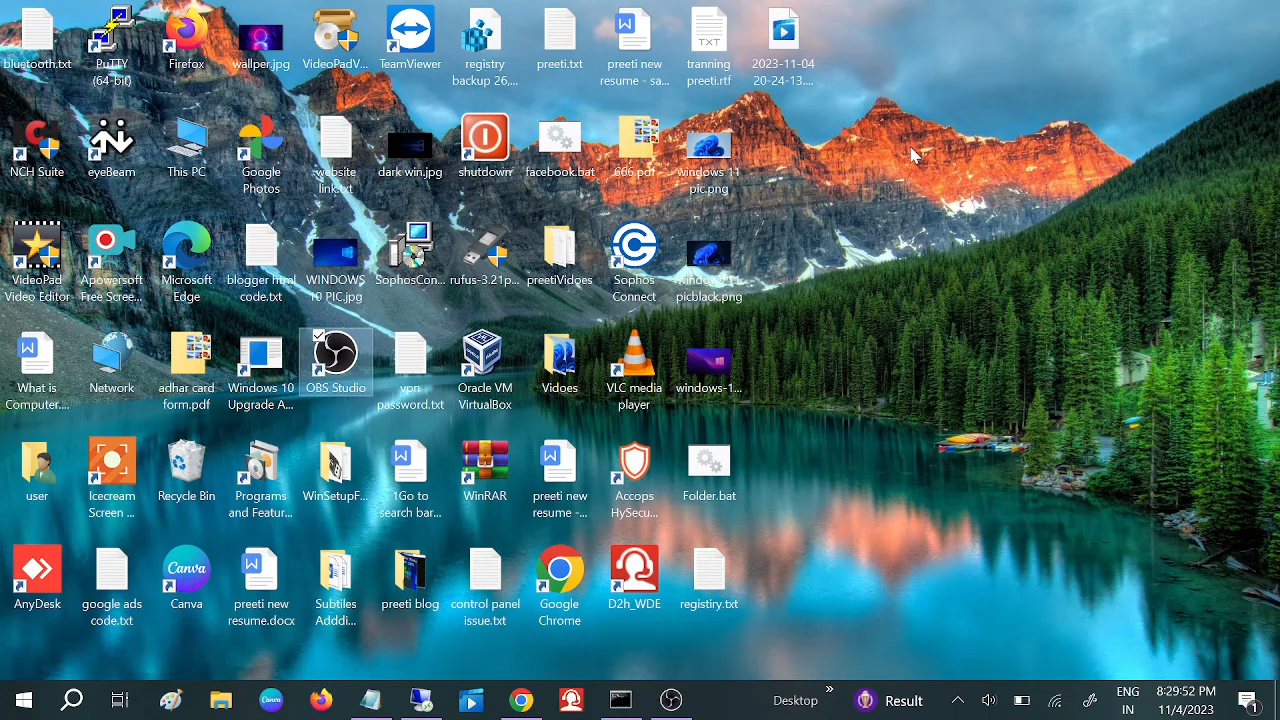 bluetooth.txt
PuTTY
(64-bit)
Firefox
wallper.jpg
VideoPadV...
TeamViewer
registry
backup 26,...
preeti.txt
preeti new
resume - sa...
TXT
tranning
preeti.rtf
2023-11-04
20-24-13....
NCH Suite
eyeBeam
This PC
Google
Photos
website
link.txt
dark win.jpg
shutdown
facebook.bat
666.pdf
windows 11
pic.png
VideoPad
Video Editor
Apowersoft
Free Scree...
Microsoft
Edge
blogger html
code.txt
WINDOWS
10 PIC.jpg
SophosCon...
rufus-3.21p...
preetiVidoes
Sophos
Connect
windows 11
picblack.png
What is
Computer....
Network
adhar card
form.pdf
Windows 10
Upgrade A...
OBS Studio
vpn
password.txt
Oracle VM
VirtualBox
Vidoes
VLC media
player
windows-1...
user
Icecream
Screen ...
Recycle Bin
Programs
and Featur...
WinSetupF...
1Go to
search bar...
WinRAR
preeti new
resume -...
Accops
HySecu...
Folder.bat
AnyDesk
google ads
code.txt
Canva
Canva
preeti new
resume.docx
Subtiles
Adddi...
preeti blog
control panel
issue.txt
Google
Chrome
D2h_WDE
registiry.txt
Desktop
»
Result
ENG
IN
8:29:52 PM
11/4/2023